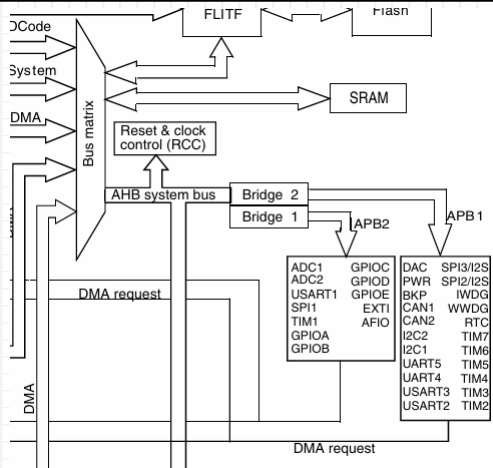 FLITF
Flash
DCode
System
DMA
Bus matrix
SRAM
Reset & clock
control (RCC)
AHB system bus
Bridge 2
Bridge 1
APB2
APB1
ADC1 GPIOC
ADC2 GPIOD
USART1 GPIOE
SPI1 EXTI
TIM1 AFIO
GPIOA
GPIOB
DAC SPI3/I2S
PWR SPI2/I2S
BKP IWDG
CAN1 WWDG
CAN2 RTC
I2C2 TIM7
I2C1 TIM6
UART5 TIM5
UART4 TIM4
USART3 TIM3
USART2 TIM2
DMA request
DMA
DMA request